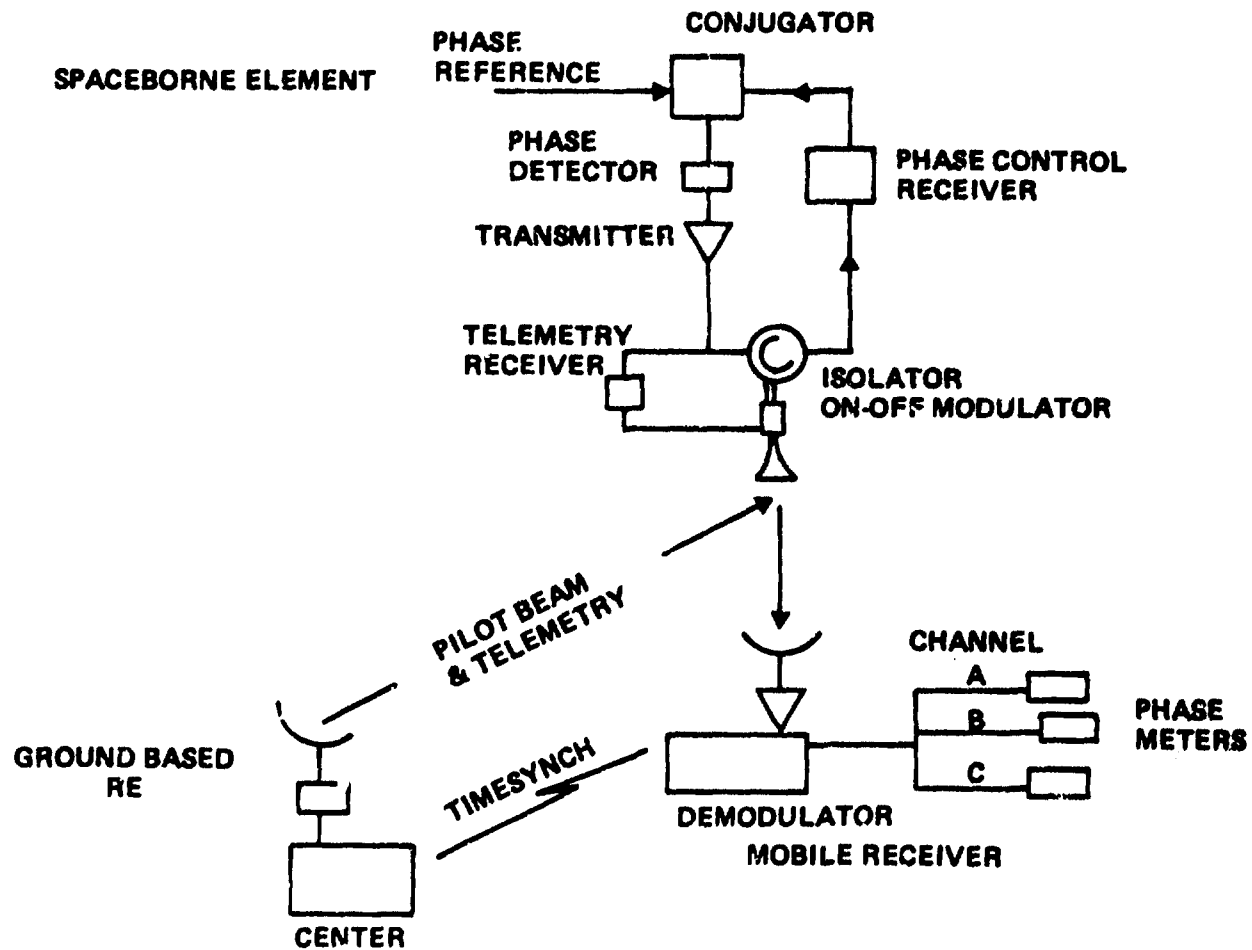 CONJUGATOR
PHASE
REFERENCE
SPACEBORNE ELEMENT
PHASE
DETECTOR
PHASE CONTROL
RECEIVER
TRANSMITTER
TELEMETRY
RECEIVER
ISOLATOR
ON-OFF MODULATOR
PILOT BEAM
& TELEMETRY
CHANNEL
A
B
C
PHASE
METERS
GROUND BASED
RE
TIMESYNCH
DEMODULATOR
MOBILE RECEIVER
CENTER